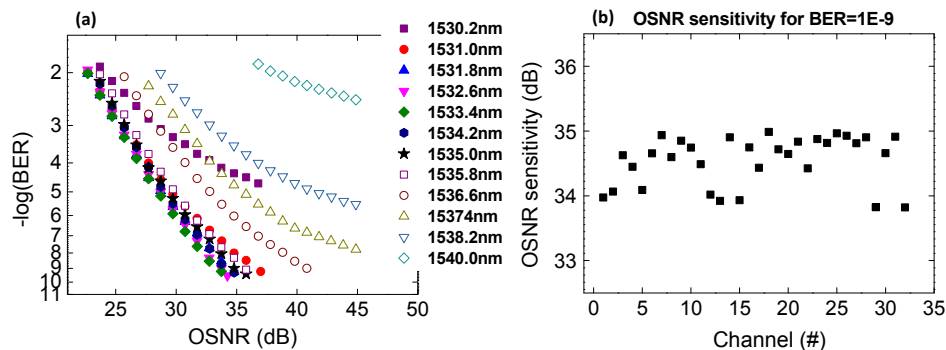 (a)
-log(BER)
2
3
4
5
6
7
8
9
10
11
25
30
35
40
45
50
OSNR (dB)
1530.2nm
1531.0nm
1531.8nm
1532.6nm
1533.4nm
1534.2nm
1535.0nm
1535.8nm
1536.6nm
15374nm
1538.2nm
1540.0nm
(b)
OSNR sensitivity for BER=1E-9
OSNR sensitivity (dB)
36
35
34
33
0
5
10
15
20
25
30
35
Channel (#)